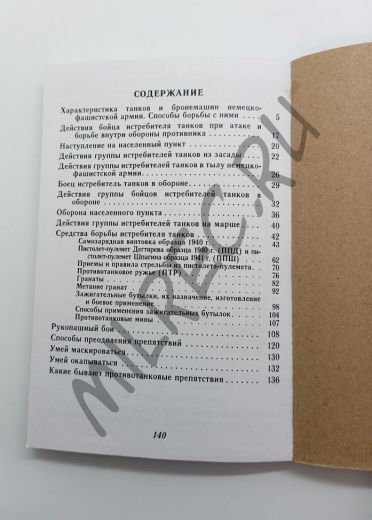 СОДЕРЖАНИЕ
Характеристика танков и бронемашин немецко-
фашистской армии. Способы борьбы с ними . . 5
Действия бойца истребителя танков при атаке и
борьбе внутри обороны противника . . . 17
Наступление на населенный пункт . . . 20
Действия группы истребителей танков из засады . 22
Действия группы истребителей танков в тылу немецко-
фашистской армии. . . . 26
Боец истребитель танков в обороне. . . . 29
Действия группы бойцов истребителей танков в
обороне . . . 32
Оборона населенного пункта . . . 36
Действия группы истребителей танков на марше . 40
Средства борьбы истребителя танков . . . 42
Самозарядная винтовка образца 1940 г. . . . 43
Пистолет-пулемет Дегтярева образца 1940 г. (ППД) и пи-
столет-пулемет Шпагина образца 1941 г. (ППШ) 62
Приемы и правила стрельбы из пистолет-пулемета. 70
Противотанковое ружье (ПТР) . . . 78
Гранаты . . . 82
Метание гранат . . . 92
Зажигательные бутылки, их назначение, изготовление
и боевое применение . . . 98
Способы применения зажигательных бутылок. . 104
Противотанковые мины . . . 107
Рукопашный бой . . . 108
Способы преодоления препятствий . . . 120
Умей маскироваться. . . . 130
Умей окапываться . . . 132
Какие бывают противотанковые препятствия . . . 136
140
MLREC.RU